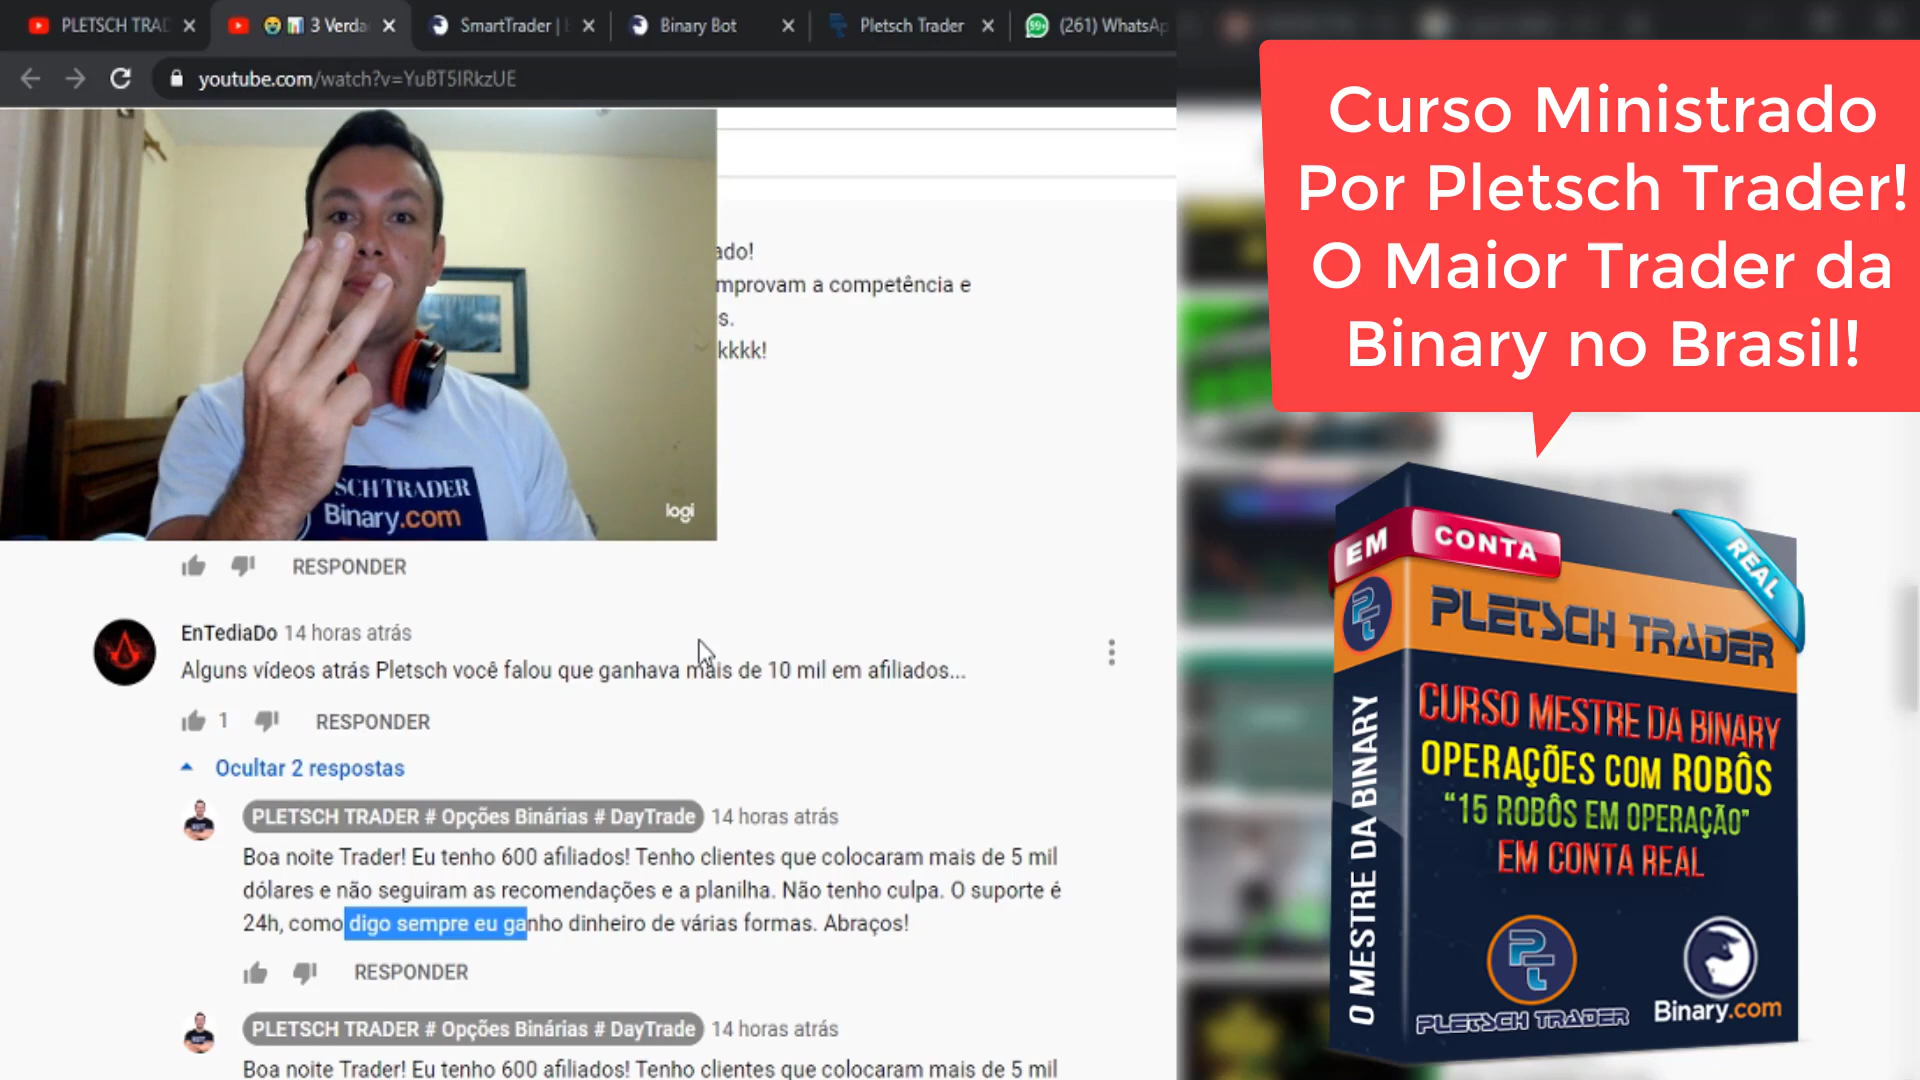 PLETSCH TRA
3 Verda
SmartTrader |
Binary Bot
Pletsch Trader
99+
(261) WhatsAp
youtube.com/watch?v=YuBT5IRkzUE
Curso Ministrado
Por Pletsch Trader!
O Maior Trader da
Binary no Brasil!
ado!
mprovam a competência e
s.
kkkk!
SCH TRADER
Binary.com
logi
RESPONDER
EnTediaDo 14 horas atrás
Alguns vídeos atrás Pletsch você falou que ganhava mais de 10 mil em afiliados...
1 RESPONDER
Ocultar 2 respostas
PLETSCH TRADER # Opções Binárias # DayTrade 14 horas atrás
Boa noite Trader! Eu tenho 600 afiliados! Tenho clientes que colocaram mais de 5 mil
dólares e não seguiram as recomendações e a planilha. Não tenho culpa. O suporte é
24h, como digo sempre eu ganho dinheiro de várias formas. Abraços!
RESPONDER
PLETSCH TRADER # Opções Binárias # DayTrade 14 horas atrás
Boa noite Trader! Eu tenho 600 afiliados! Tenho clientes que colocaram mais de 5 mil
EM CONTA
REAL
PLETSCH TRADER
CURSO MESTRE DA BINARY
OPERAÇÕES COM ROBÔS
“15 ROBÔS EM OPERAÇÃO”
EM CONTA REAL
O MESTRE DA BINARY
PLETSCH TRADER
Binary.com